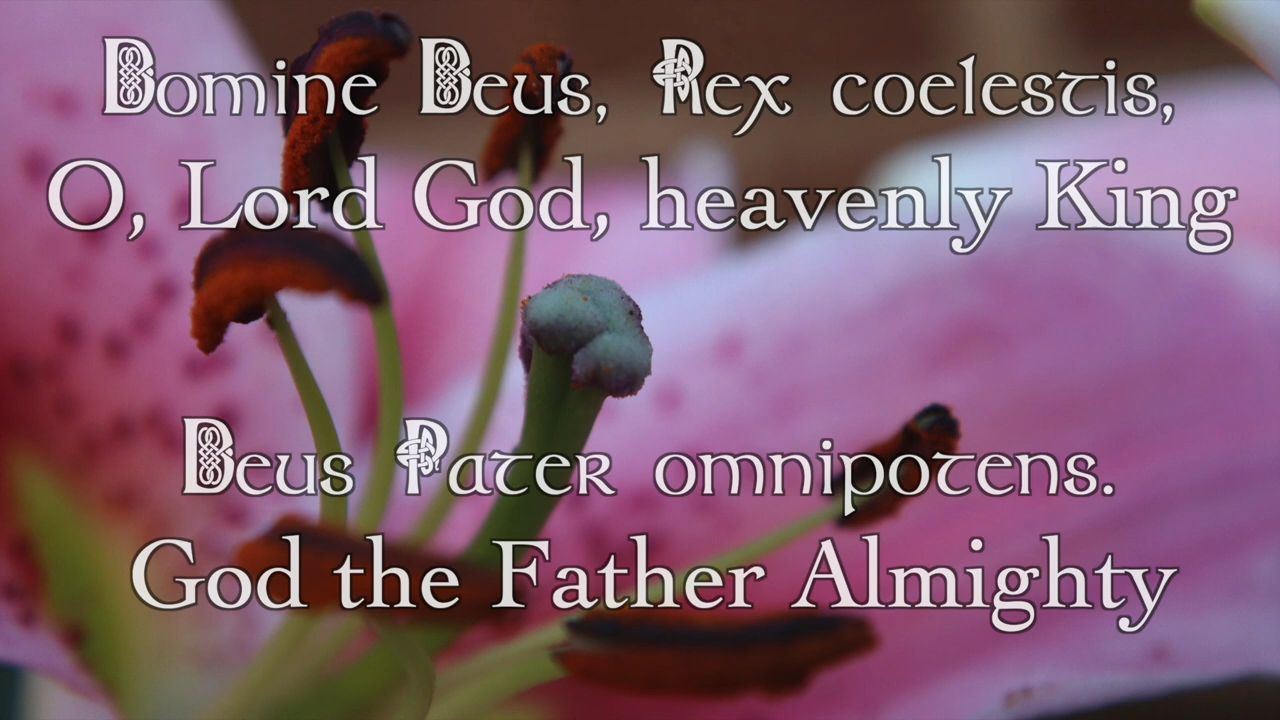 Domine Deus, Rex coelestis,
O, Lord God, heavenly King
Deus Pater omnipotens.
God the Father Almighty